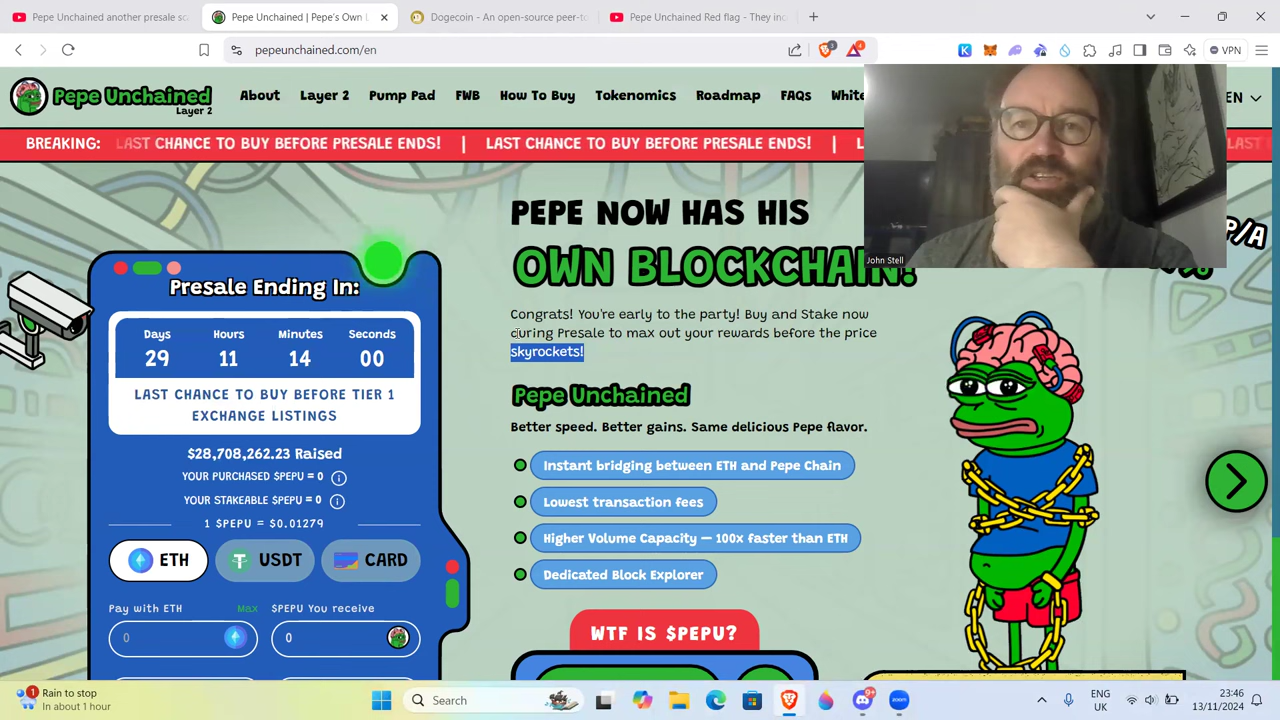 Pepe Unchained another presale sc
Pepe Unchained | Pepe's Own L
Dogecoin - An open-source peer-to
Pepe Unchained Red flag - They inc
pepeunchained.com/en
VPN
Pepe Unchained
Layer 2
About
Layer 2
Pump Pad
FWB
How To Buy
Tokenomics
Roadmap
FAQs
White
EN
BREAKING:
LAST CHANCE TO BUY BEFORE PRESALE ENDS! | LAST CHANCE TO BUY BEFORE PRESALE ENDS! | L
LAST
John Stell
P/A
%
PEPE NOW HAS HIS
OWN BLOCKCHAIN!
Congrats! You're early to the party! Buy and Stake now
during Presale to max out your rewards before the price
skyrockets!
Pepe Unchained
Better speed. Better gains. Same delicious Pepe flavor.
Instant bridging between ETH and Pepe Chain
Lowest transaction fees
Higher Volume Capacity — 100x faster than ETH
Dedicated Block Explorer
WTF IS $PEPU?
Presale Ending In:
Days Hours Minutes Seconds
29 11 14 00
LAST CHANCE TO BUY BEFORE TIER 1
EXCHANGE LISTINGS
$28,708,262.23 Raised
YOUR PURCHASED $PEPU = 0
YOUR STAKEABLE $PEPU = 0
1 $PEPU = $0.01279
ETH
USDT
CARD
Pay with ETH Max
$PEPU You receive
0
0
1
Rain to stop
In about 1 hour
Search
ENG
UK
23:46
13/11/2024